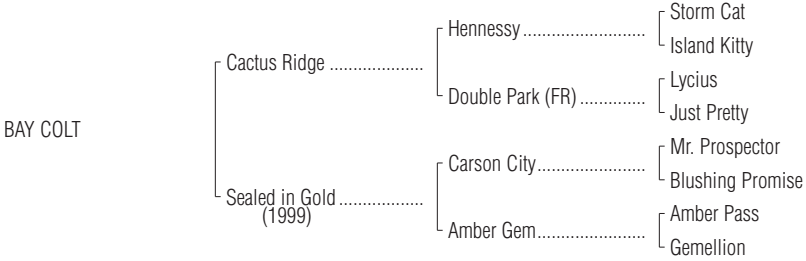 Storm Cat
Hennessy ..........................
Island Kitty
Cactus Ridge ....................
Lycius
Double Park (FR) ..............
Just Pretty
BAY COLT
Mr. Prospector
Carson City.......................
Blushing Promise
Sealed in Gold ..................
(1999)
Amber Pass
Amber Gem.......................
Gemellion